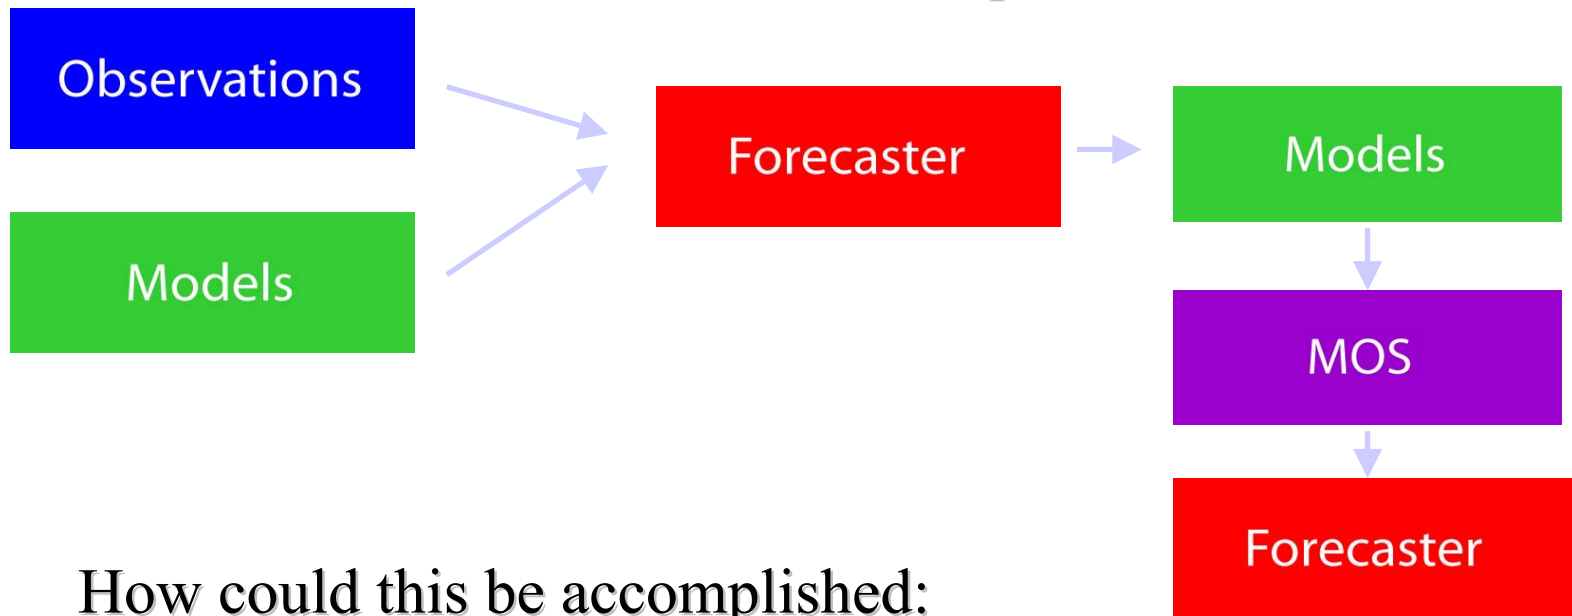 Observations
Models
Forecaster
Models
MOS
Forecaster
How could this be accomplished: